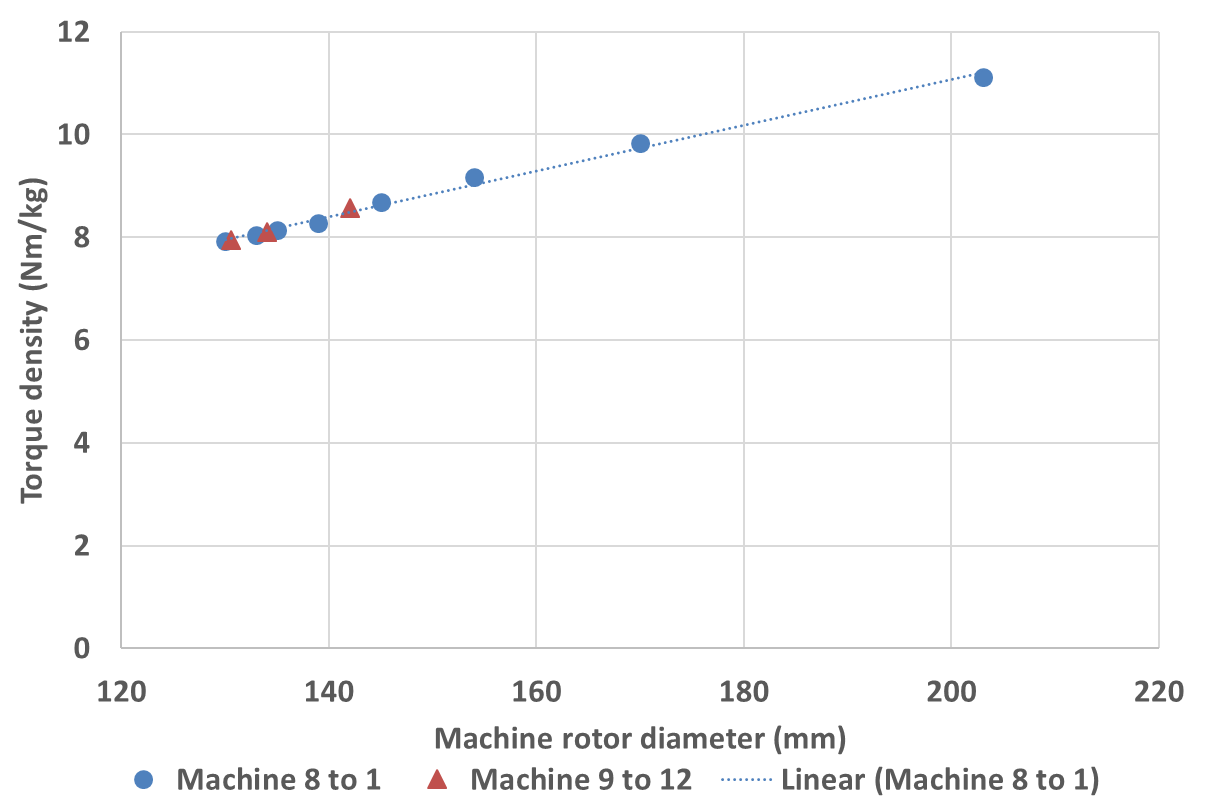 12
10
8
6
4
2
0
Torque density (Nm/kg)
120 140 160 180 200 220
Machine rotor diameter (mm)
Machine 8 to 1 Machine 9 to 12 Linear (Machine 8 to 1)